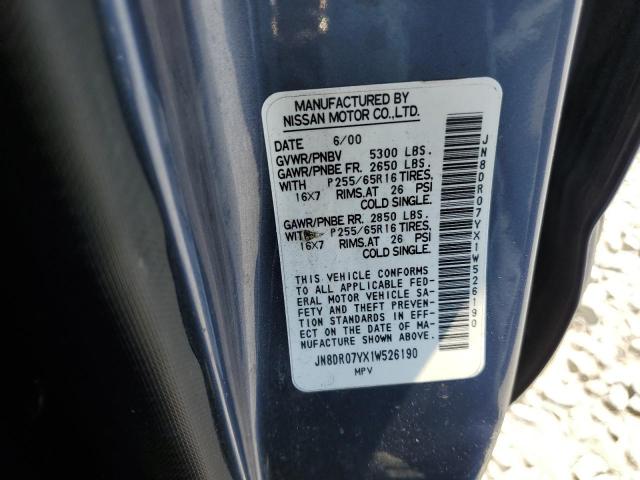 MANUFACTURED BY
NISSAN MOTOR CO.,LTD.
DATE 6/00
GVWR/PNBV 5300 LBS.
GAWR/PNBE FR. 2650 LBS.
WITH P255/65R16 TIRES,
16X7 RIMS,AT 26 PSI
COLD SINGLE.
GAWR/PNBE RR. 2850 LBS.
WITH P255/65R16 TIRES,
16X7 RIMS,AT 26 PSI
COLD SINGLE.
THIS VEHICLE CONFORMS
TO ALL APPLICABLE FED-
ERAL MOTOR VEHICLE SA-
FETY AND THEFT PREVEN-
TION STANDARDS IN EFF-
ECT ON THE DATE OF MA-
NUFACTURE SHOWN ABOVE.
JN8DR07YX1W526190
MPV
JN8DR07YX1W526190